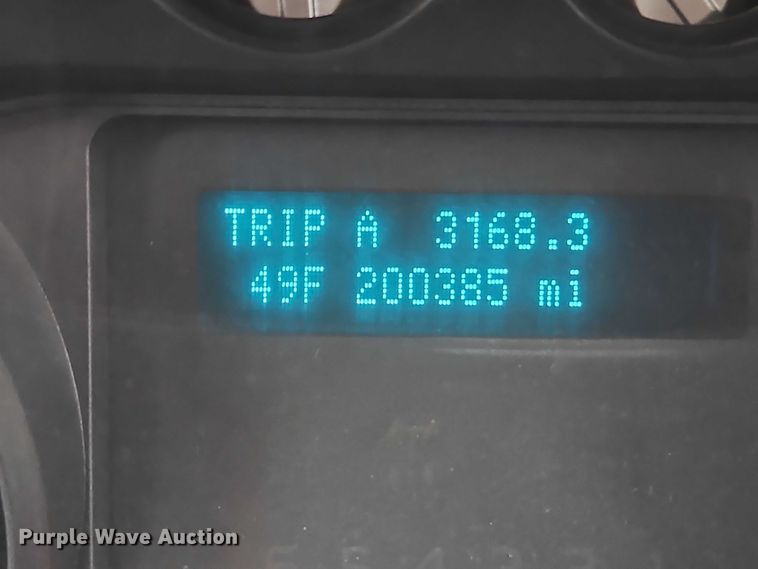 TRIP A 3168.3
49F 200385 mi
Purple Wave Auction